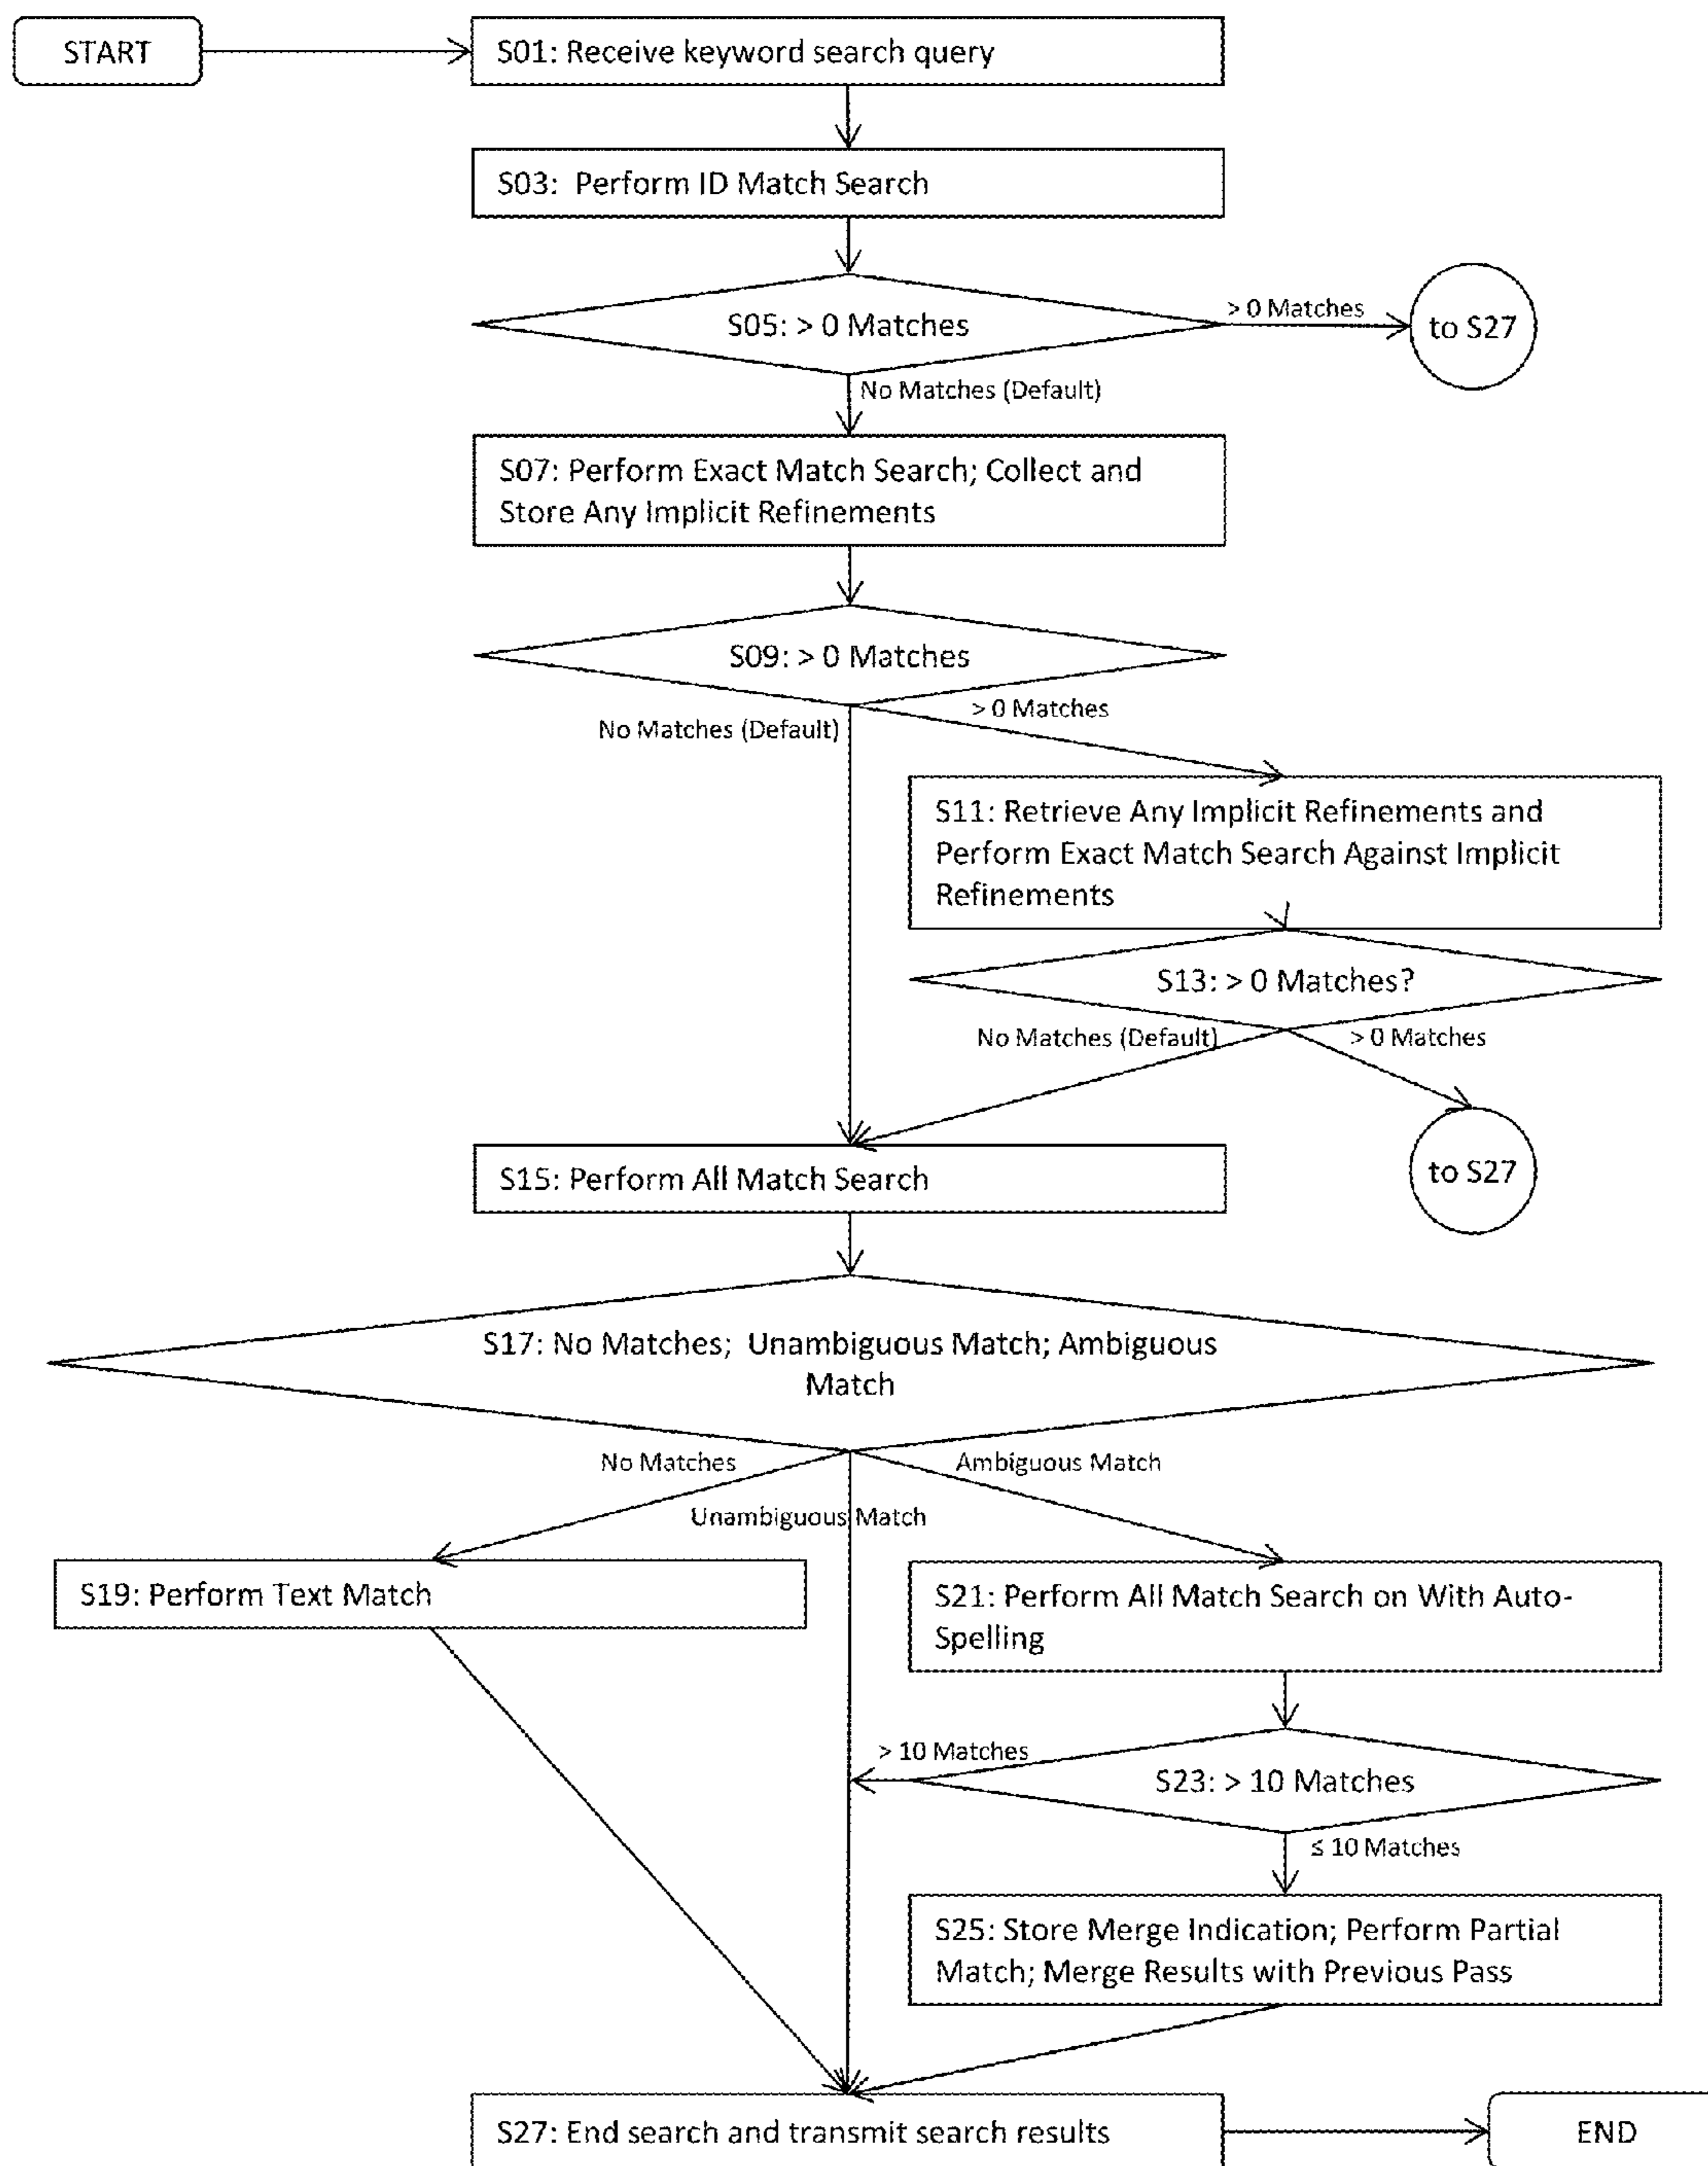 START
S01: Receive keyword search query
S03: Perform ID Match Search
S05: > 0 Matches
> 0 Matches
to S27
No Matches (Default)
S07: Perform Exact Match Search; Collect and
Store Any Implicit Refinements
S09: > 0 Matches
No Matches (Default)
> 0 Matches
S11: Retrieve Any Implicit Refinements and
Perform Exact Match Search Against Implicit
Refinements
S13: > 0 Matches?
No Matches (Default)
> 0 Matches
to S27
S15: Perform All Match Search
S17: No Matches; Unambiguous Match; Ambiguous
Match
No Matches
Ambiguous Match
Unambiguous Match
S19: Perform Text Match
S21: Perform All Match Search on With Auto-
Spelling
> 10 Matches
S23: > 10 Matches
≤ 10 Matches
S25: Store Merge Indication; Perform Partial
Match; Merge Results with Previous Pass
S27: End search and transmit search results
END